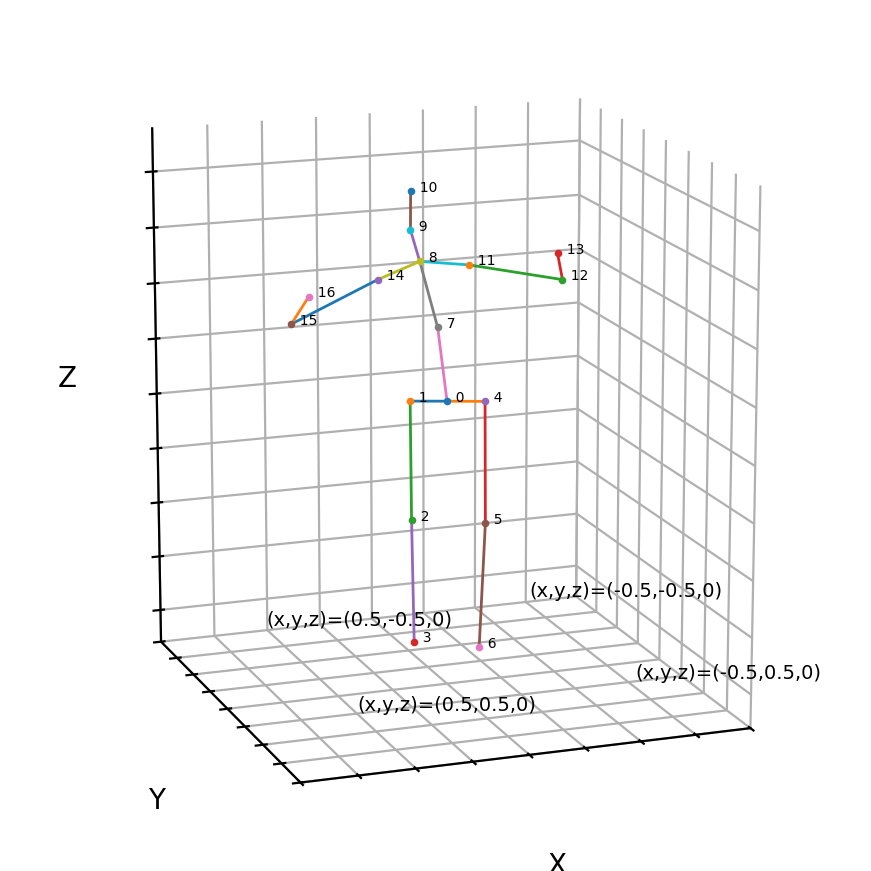 10
9
8
11
13
12
14
16
15
7
Z
1
0
4
2
5
(x,y,z)=(-0.5,-0.5,0)
(x,y,z)=(0.5,-0.5,0)
3
6
(x,y,z)=(-0.5,0.5,0)
(x,y,z)=(0.5,0.5,0)
Y
X